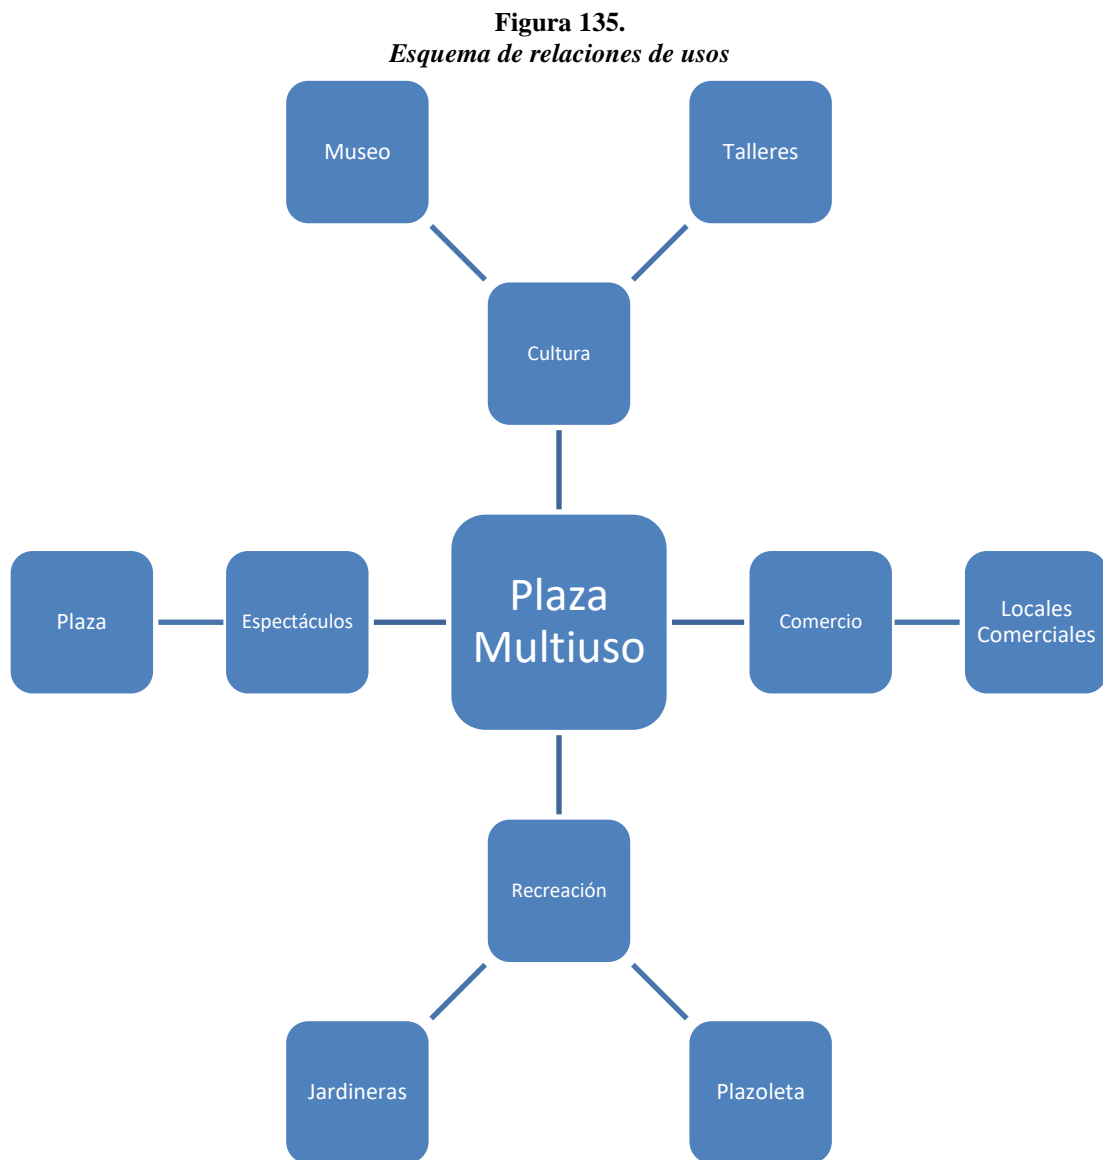 Figura 135.
Esquema de relaciones de usos
Museo
Talleres
Cultura
Plaza
Espectáculos
Plaza
Multiuso
Comercio
Locales
Comerciales
Recreación
Jardineras
Plazoleta